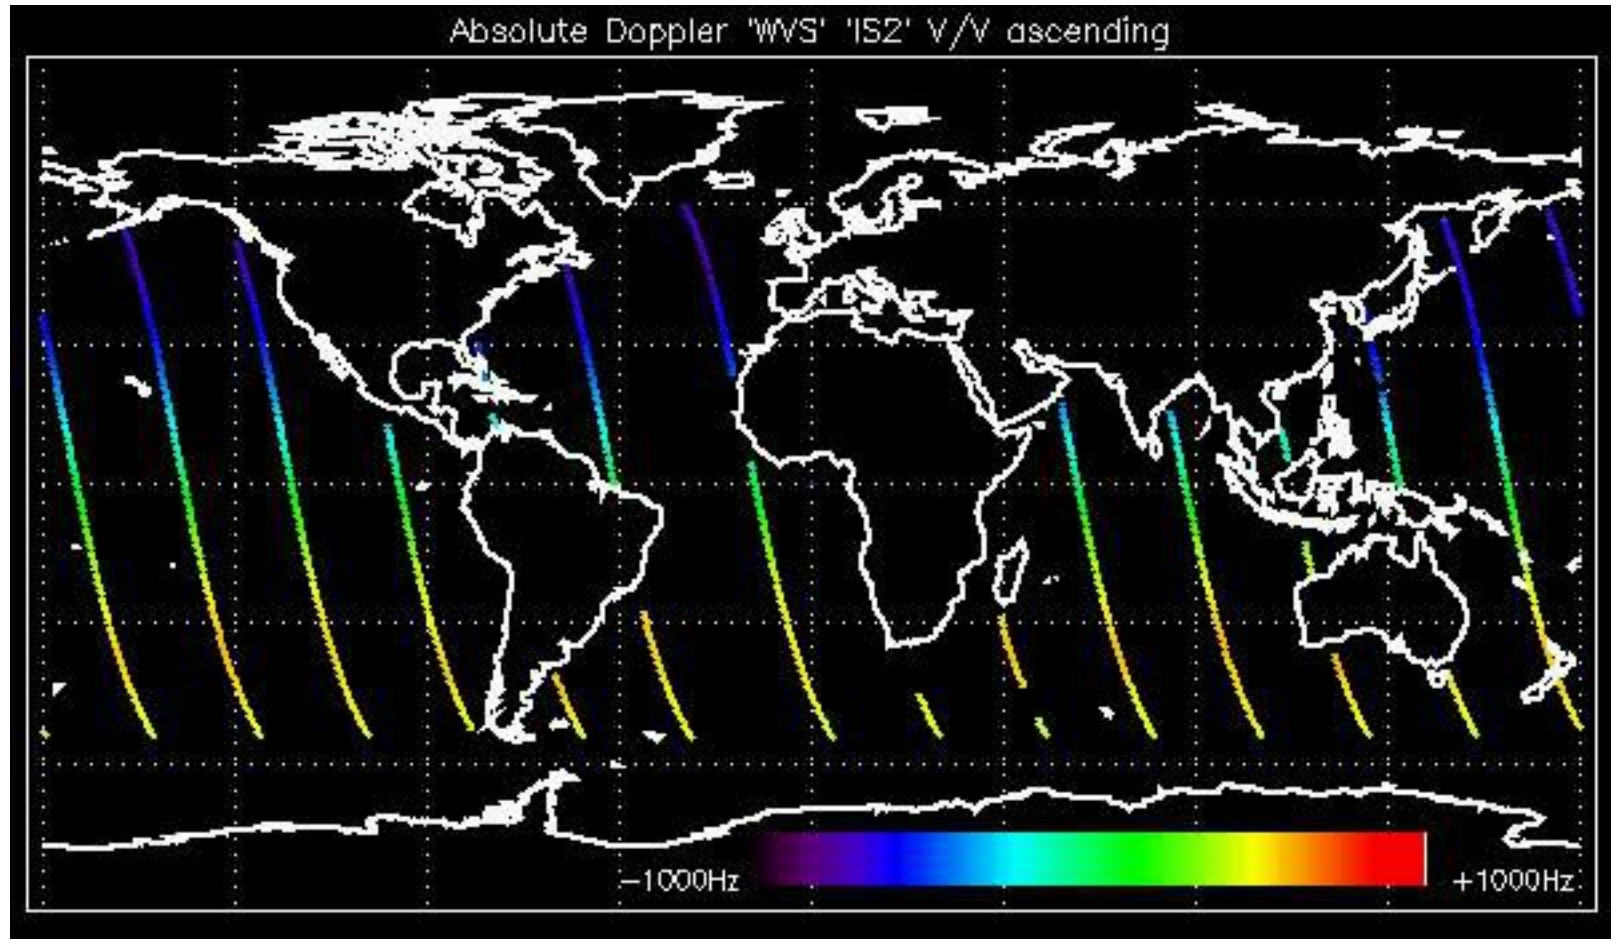 Absolute Doppler 'WVS' 'IS2' V/V ascending
−1000Hz +1000Hz